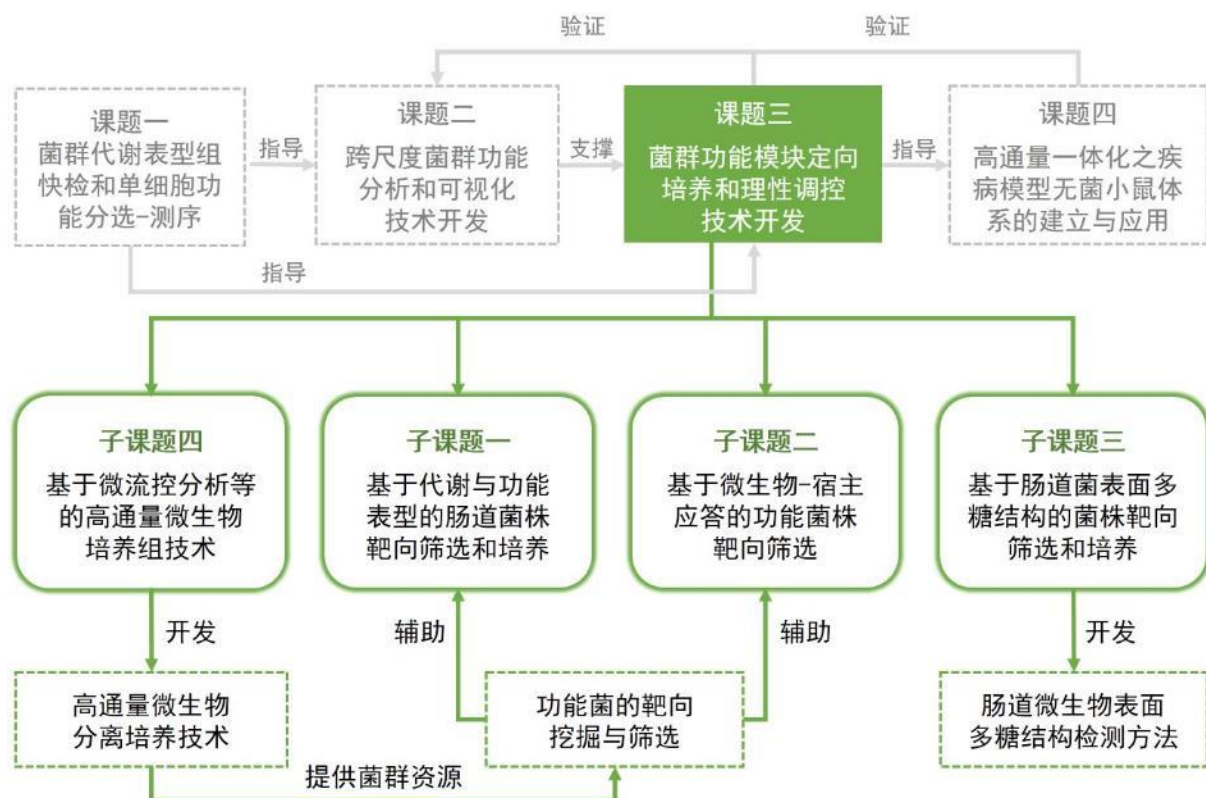 验证
验证
课题一
菌群代谢表型组
快检和单细胞功
能分选-测序
指导
课题二
跨尺度菌群功能
分析和可视化
技术开发
支撑
课题三
菌群功能模块定向
培养和理性调控
技术开发
指导
课题四
高通量一体化之疾
病模型无菌小鼠体
系的建立与应用
指导
子课题四
基于微流控分析等
的高通量微生物
培养组技术
子课题一
基于代谢与功能
表型的肠道菌株
靶向筛选和培养
子课题二
基于微生物-宿主
应答的功能菌株
靶向筛选
子课题三
基于肠道菌表面多
糖结构的菌株靶向
筛选和培养
开发
辅助
辅助
开发
高通量微生物
分离培养技术
功能菌的靶向
挖掘与筛选
肠道微生物表面
多糖结构检测方法
提供菌群资源